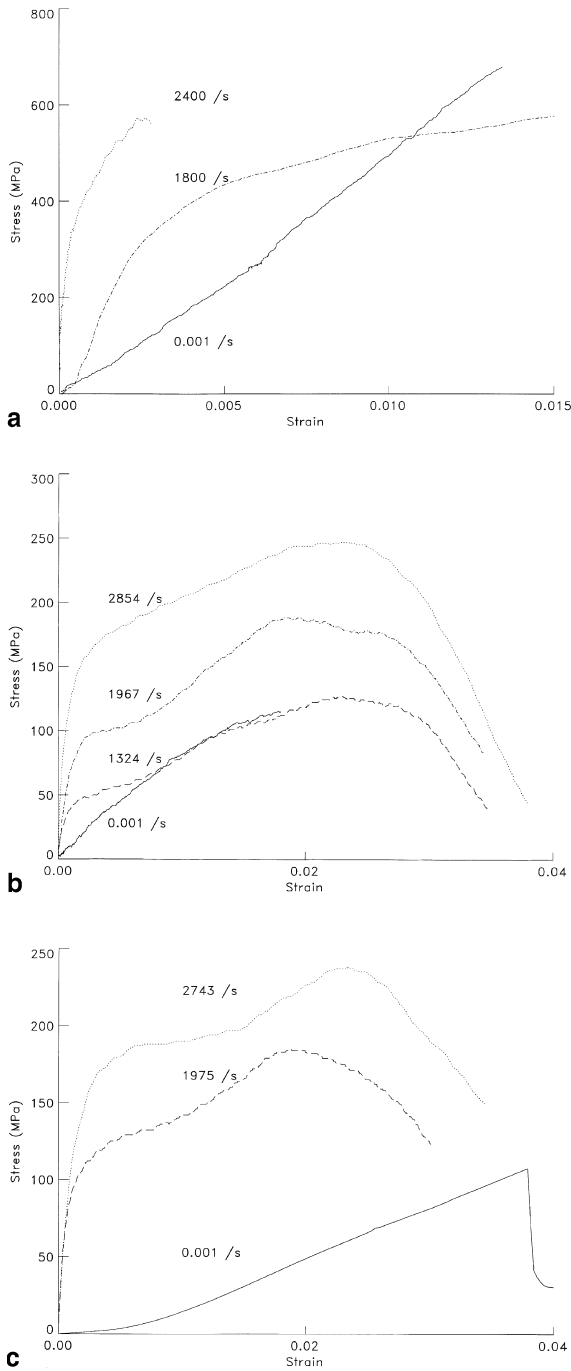 800
600
400
200
0
Stress (MPa)
2400 /s
1800 /s
0.001 /s
0.000 0.005 0.010 0.015
Strain
a
300
250
200
150
100
50
0
Stress (MPa)
2854 /s
1967 /s
1324 /s
0.001 /s
0.00 0.02 0.04
Strain
b
250
200
150
100
50
0
Stress (MPa)
2743 /s
1975 /s
0.001 /s
0.00 0.02 0.04
Strain
c